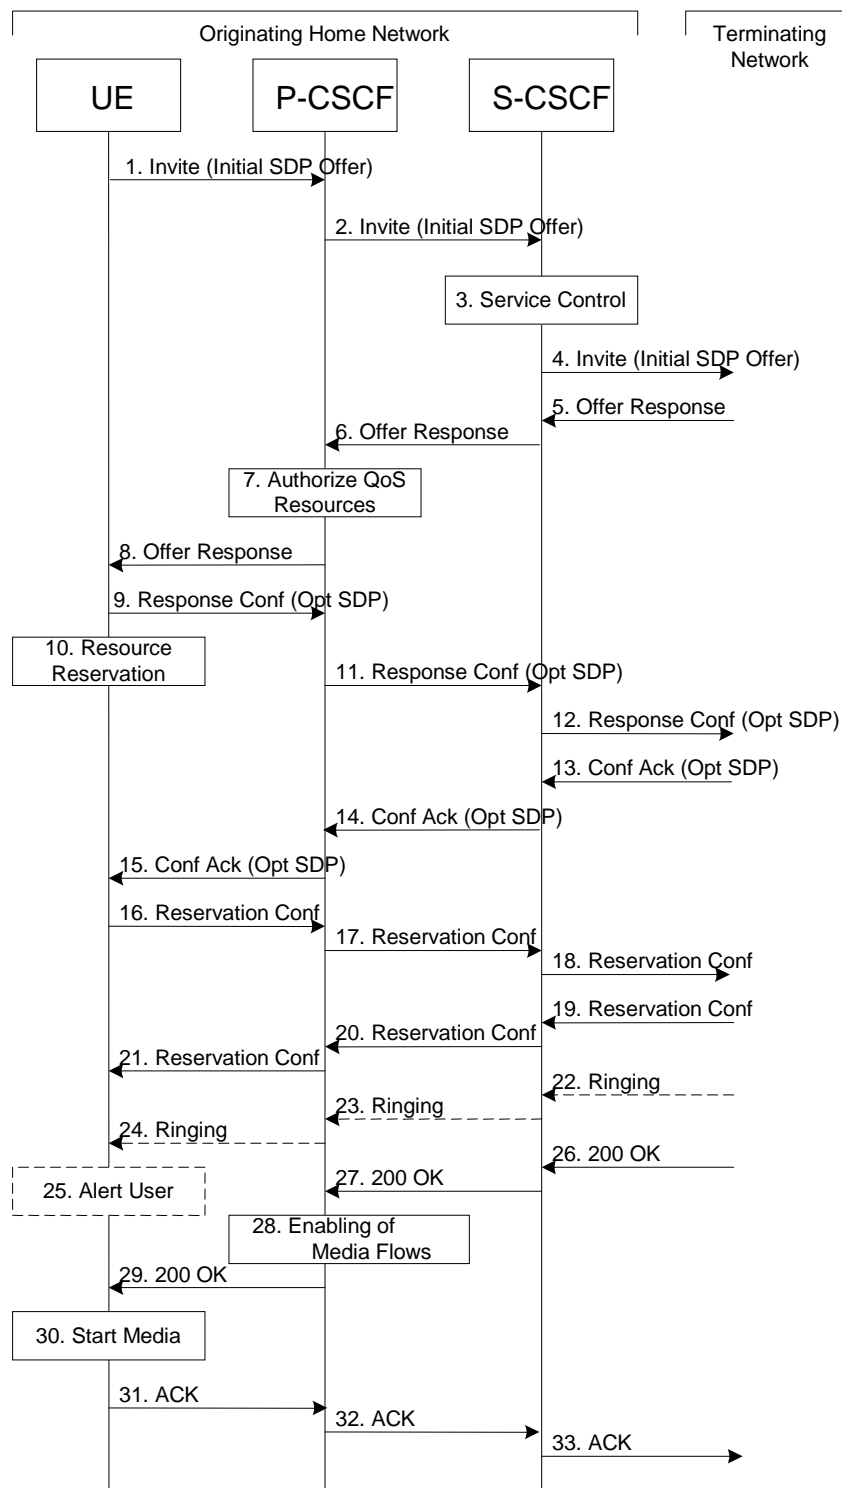 Originating Home Network
Terminating
Network
UE
P-CSCF
S-CSCF
1. Invite (Initial SDP Offer)
2. Invite (Initial SDP Offer)
3. Service Control
4. Invite (Initial SDP Offer)
5. Offer Response
6. Offer Response
7. Authorize QoS
Resources
8. Offer Response
9. Response Conf (Opt SDP)
10. Resource
Reservation
11. Response Conf (Opt SDP)
12. Response Conf (Opt SDP)
13. Conf Ack (Opt SDP)
14. Conf Ack (Opt SDP)
15. Conf Ack (Opt SDP)
16. Reservation Conf
17. Reservation Conf
18. Reservation Conf
19. Reservation Conf
20. Reservation Conf
21. Reservation Conf
22. Ringing
23. Ringing
24. Ringing
25. Alert User
26. 200 OK
27. 200 OK
28. Enabling of
Media Flows
29. 200 OK
30. Start Media
31. ACK
32. ACK
33. ACK